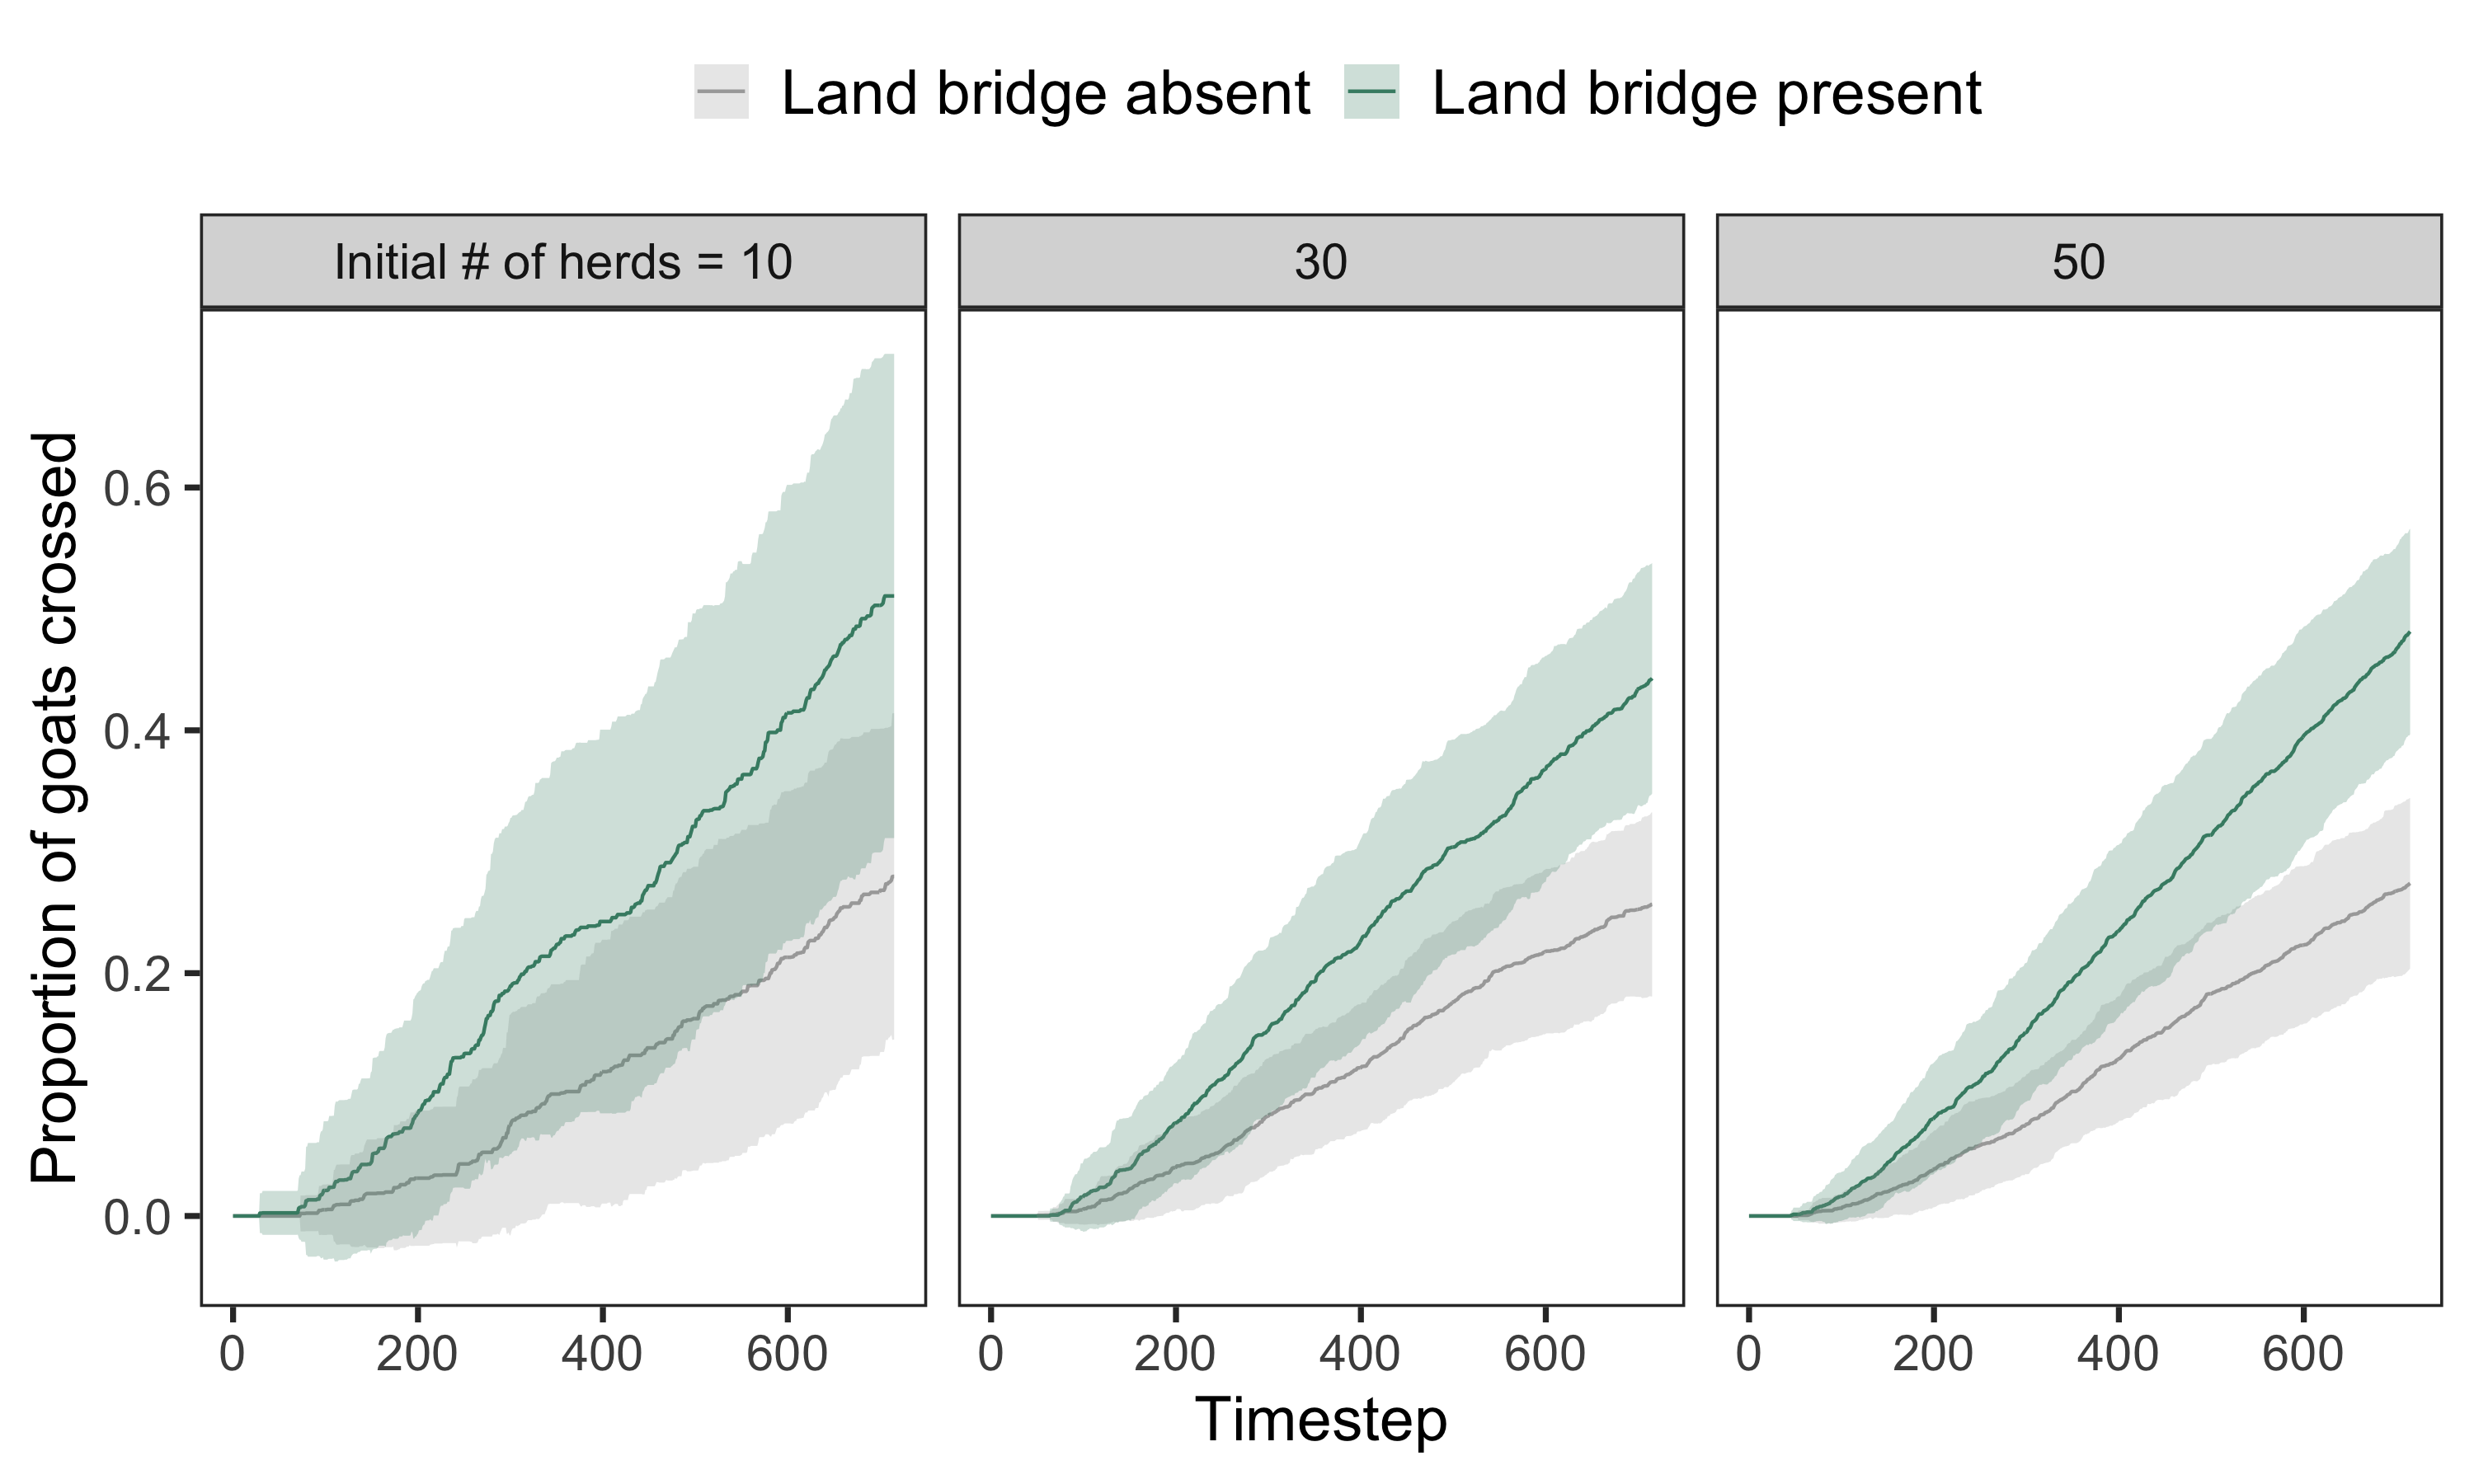 Land bridge absent Land bridge present
Initial # of herds = 10 30 50
Proportion of goats crossed
0.6
0.4
0.2
0.0
0 200 400 600 0 200 400 600 0 200 400 600
Timestep